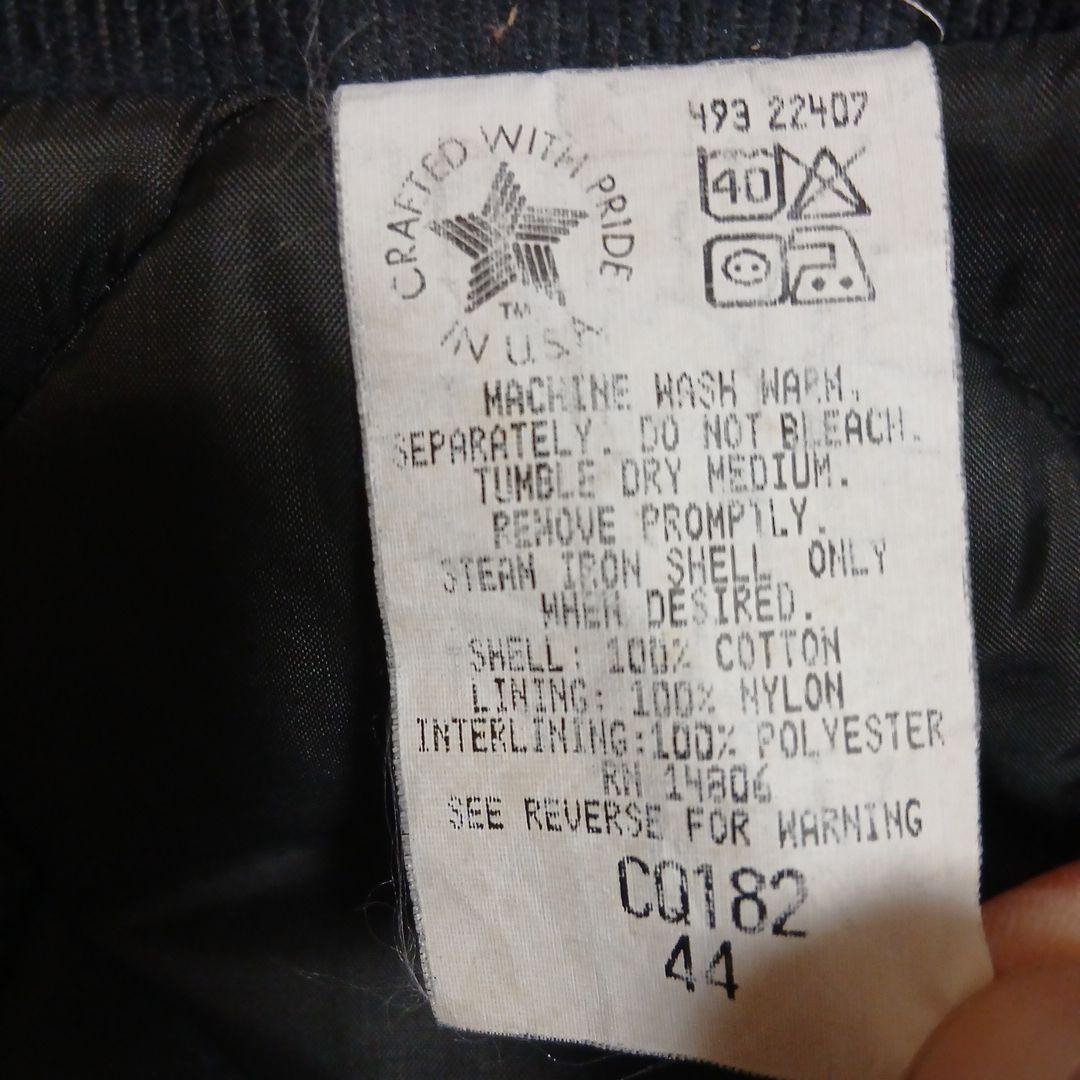 CRAFTED WITH PRIDE
TM
IN U.S.A
493 22407
40
MACHINE WASH WARM.
SEPARATELY. DO NOT BLEACH.
TUMBLE DRY MEDIUM.
REMOVE PROMPTLY.
STEAM IRON SHELL ONLY
WHEN DESIRED.
SHELL: 100% COTTON
LINING: 100% NYLON
INTERLINING:100% POLYESTER
RN 14806
SEE REVERSE FOR WARNING
CQ182
44